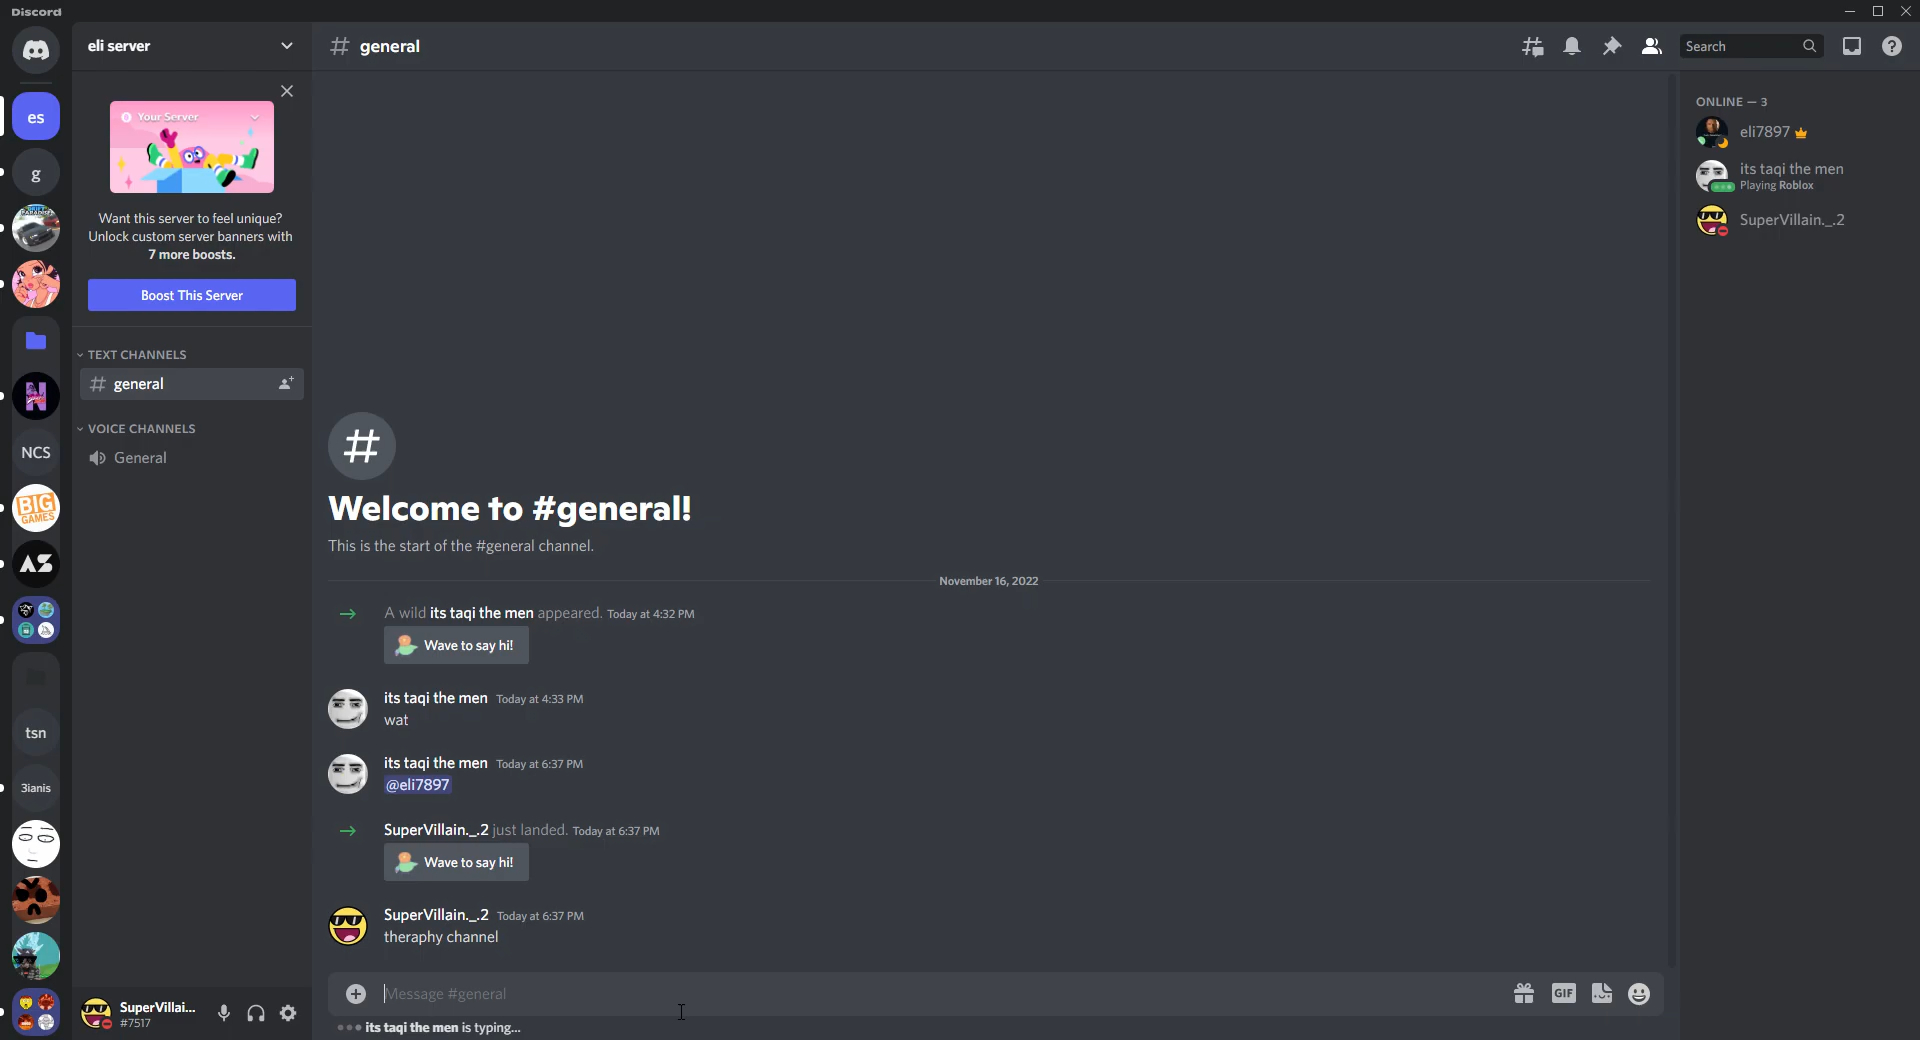 Discord
eli server
# general
Search
es
g
NCS
BIG
GAMES
tsn
3ianis
Your Server
Want this server to feel unique?
Unlock custom server banners with
7 more boosts.
Boost This Server
TEXT CHANNELS
# general
VOICE CHANNELS
General
#
Welcome to #general!
This is the start of the #general channel.
November 16, 2022
A wild its taqi the men appeared. Today at 4:32 PM
Wave to say hi!
its taqi the men Today at 4:33 PM
wat
its taqi the men Today at 6:37 PM
@eli7897
SuperVillain._.2 just landed. Today at 6:37 PM
Wave to say hi!
SuperVillain._.2 Today at 6:37 PM
theraphy channel
Message #general
GIF
its taqi the men is typing...
SuperVillai...
#7517
ONLINE — 3
eli7897
its taqi the men
Playing Roblox
SuperVillain._.2